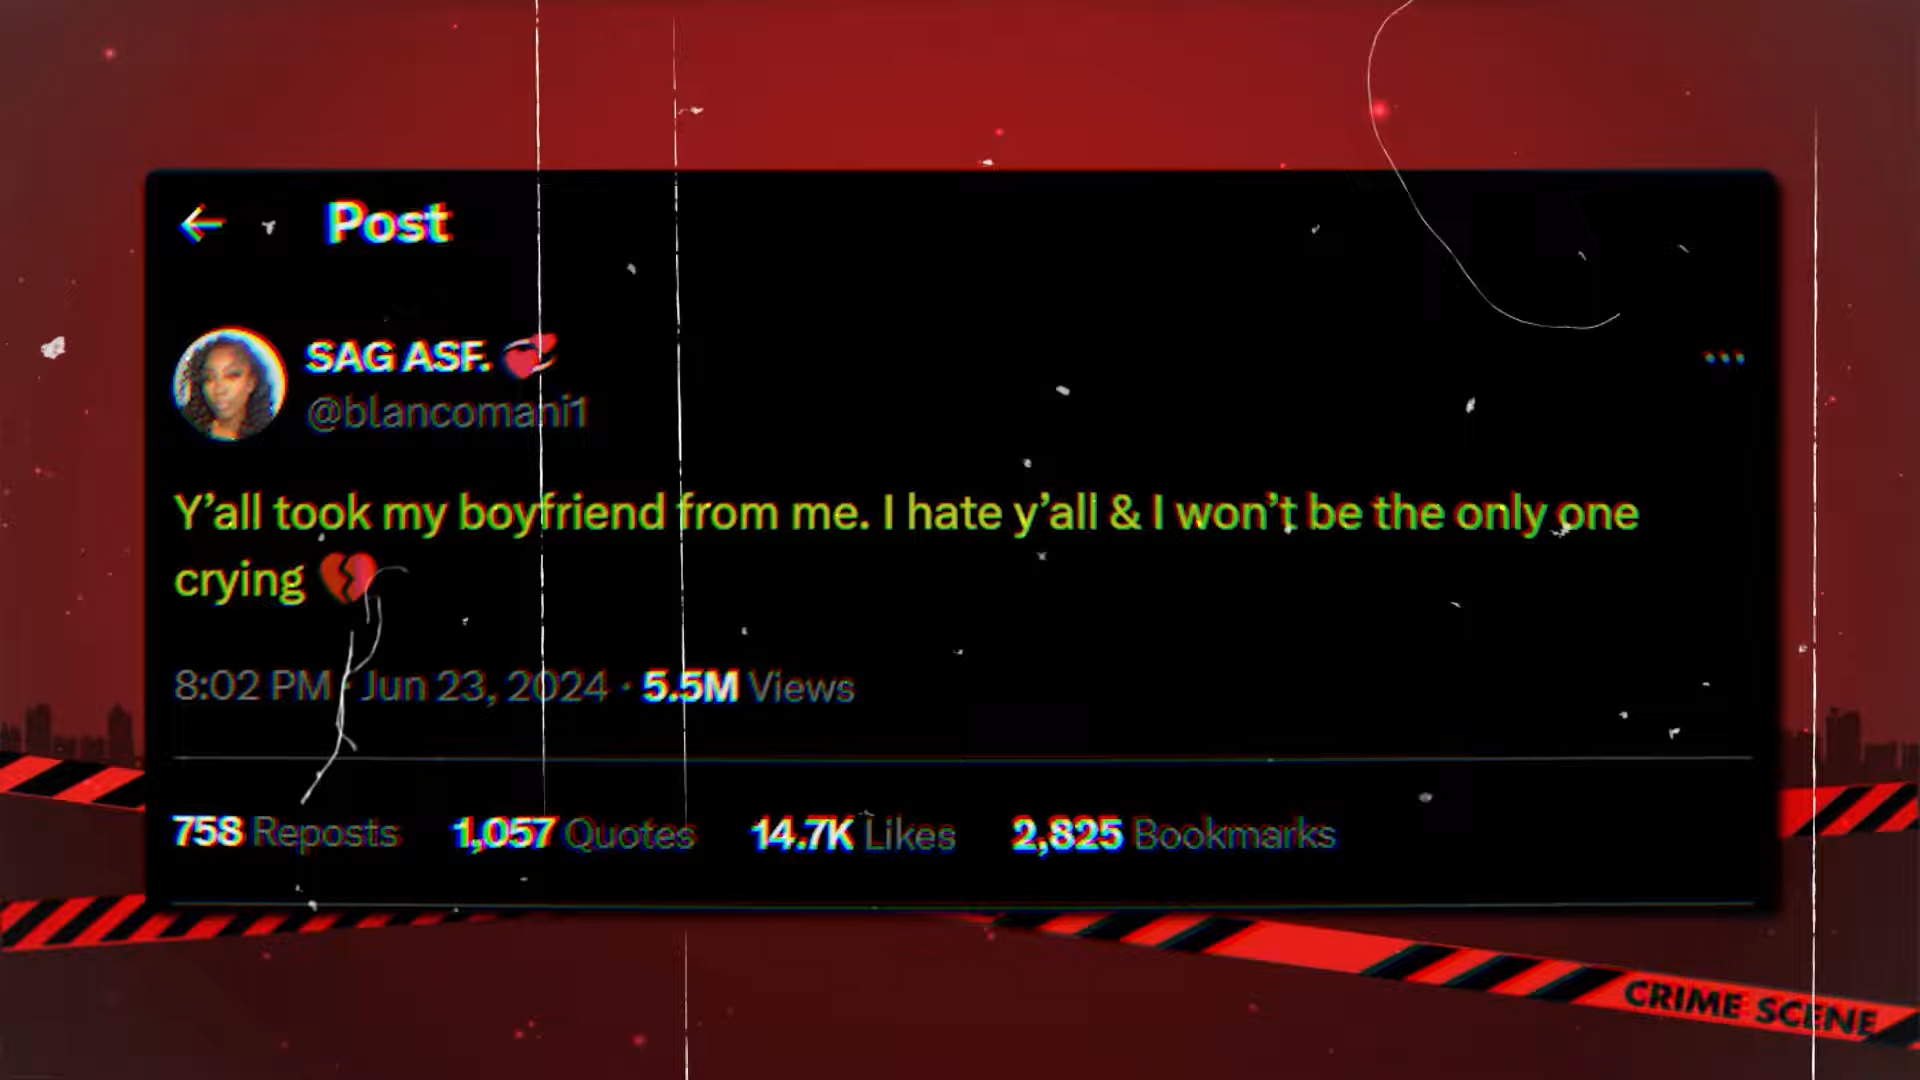 Post
SAG ASF. 💞
@blancomani1
Y’all took my boyfriend from me. I hate y’all & I won’t be the only one
crying 💔
8:02 PM · Jun 23, 2024 · 5.5M Views
758 Reposts 1,057 Quotes 14.7K Likes 2,825 Bookmarks
CRIME SCENE